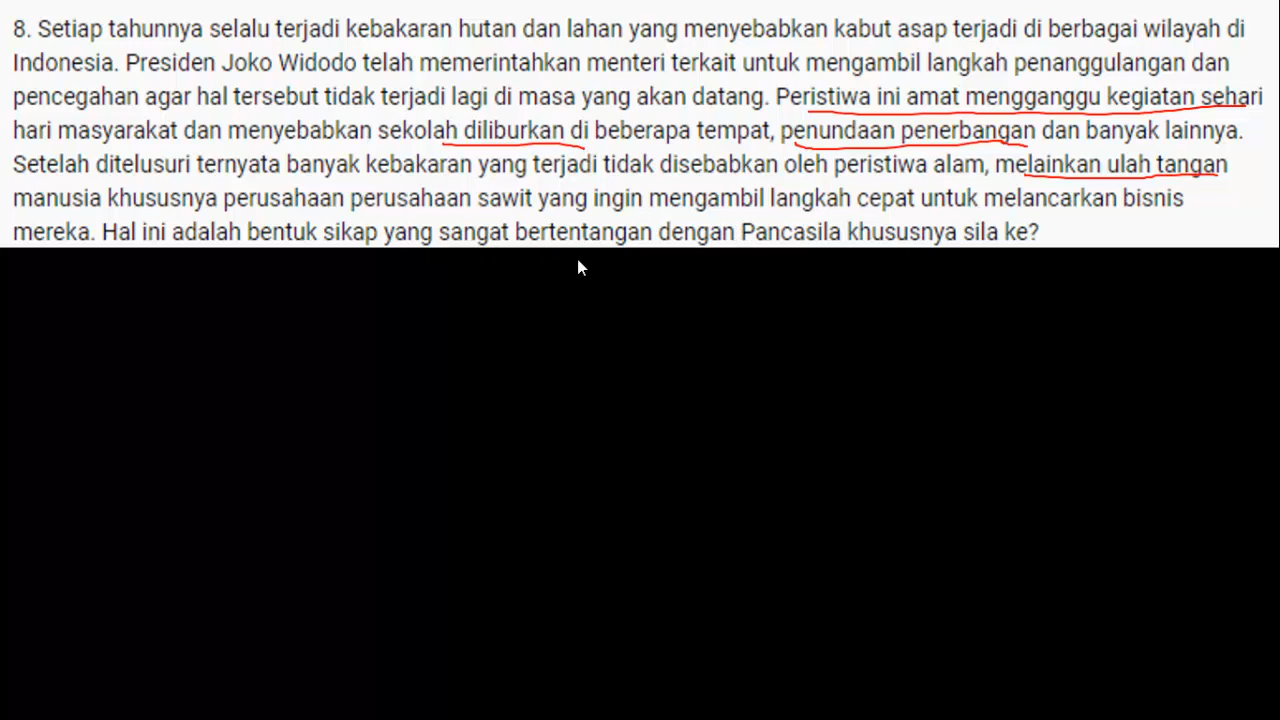 8. Setiap tahunnya selalu terjadi kebakaran hutan dan lahan yang menyebabkan kabut asap terjadi di berbagai wilayah di
Indonesia. Presiden Joko Widodo telah memerintahkan menteri terkait untuk mengambil langkah penanggulangan dan
pencegahan agar hal tersebut tidak terjadi lagi di masa yang akan datang. Peristiwa ini amat mengganggu kegiatan sehari
hari masyarakat dan menyebabkan sekolah diliburkan di beberapa tempat, penundaan penerbangan dan banyak lainnya.
Setelah ditelusuri ternyata banyak kebakaran yang terjadi tidak disebabkan oleh peristiwa alam, melainkan ulah tangan
manusia khususnya perusahaan perusahaan sawit yang ingin mengambil langkah cepat untuk melancarkan bisnis
mereka. Hal ini adalah bentuk sikap yang sangat bertentangan dengan Pancasila khususnya sila ke?